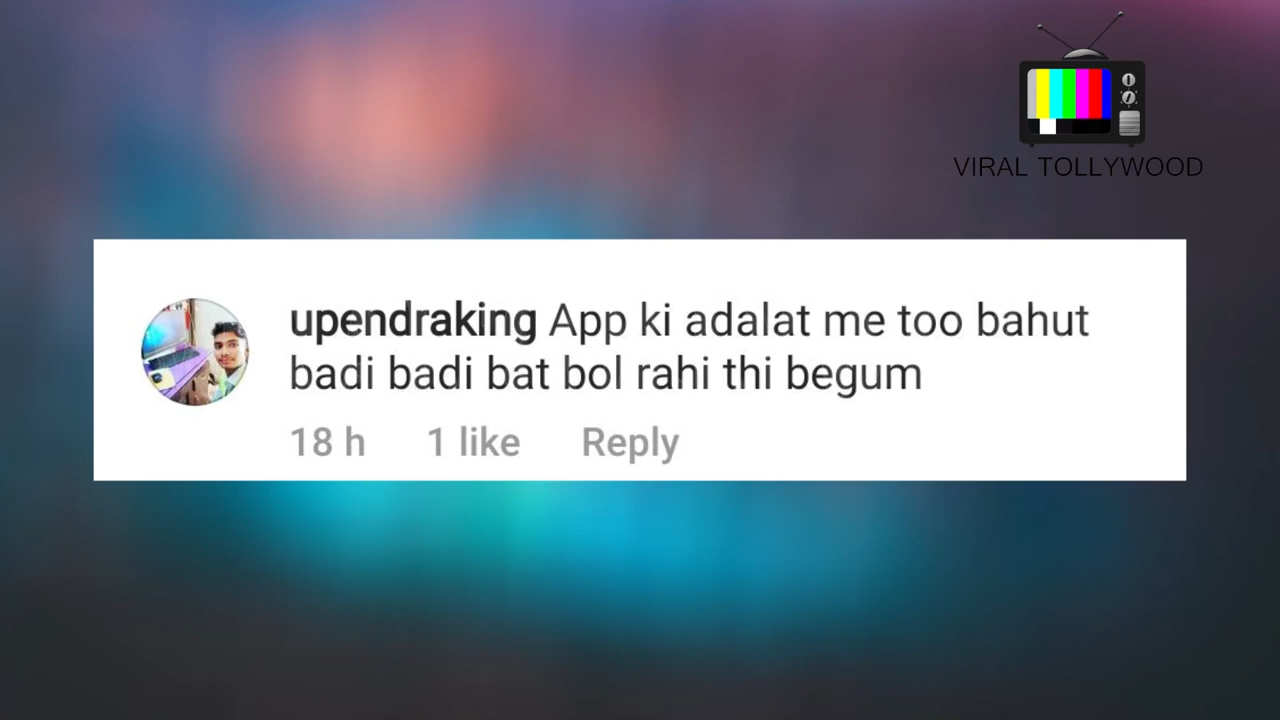 VIRAL TOLLYWOOD
upendraking App ki adalat me too bahut
badi badi bat bol rahi thi begum
18 h 1 like Reply